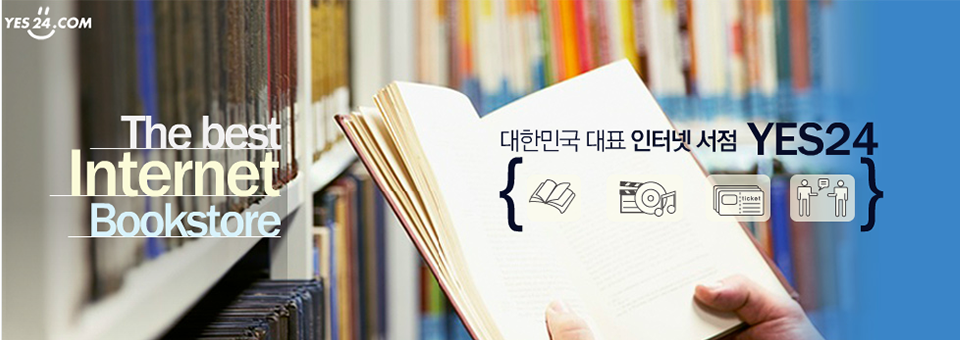 YES24.COM
The best
Internet
Bookstore
대한민국 대표 인터넷 서점 YES24
ticket